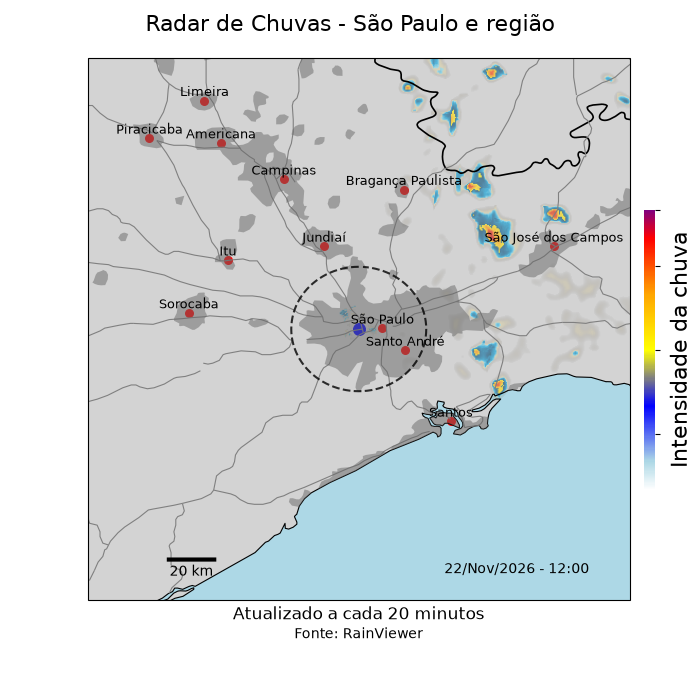 Radar de Chuvas - São Paulo e região
Limeira
Piracicaba
Americana
Campinas
Bragança Paulista
Jundiaí
São José dos Campos
Itu
Sorocaba
São Paulo
Santo André
Santos
Intensidade da chuva
20 km
22/Nov/2026 - 12:00
Atualizado a cada 20 minutos
Fonte: RainViewer